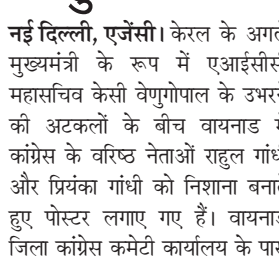 नई दिल्ली, एजेंसी। केरल के
मुख्यमंत्री के रूप में
महासचिव केसी वेणुगोपाल के
की अटकलों के बीच वायनाड
कांग्रेस के वरिष्ठ नेताओं राहुल
और प्रियंका गांधी को निशाना
हुए पोस्टर लगाए गए हैं।
जिला कांग्रेस कमेटी कार्यालय के